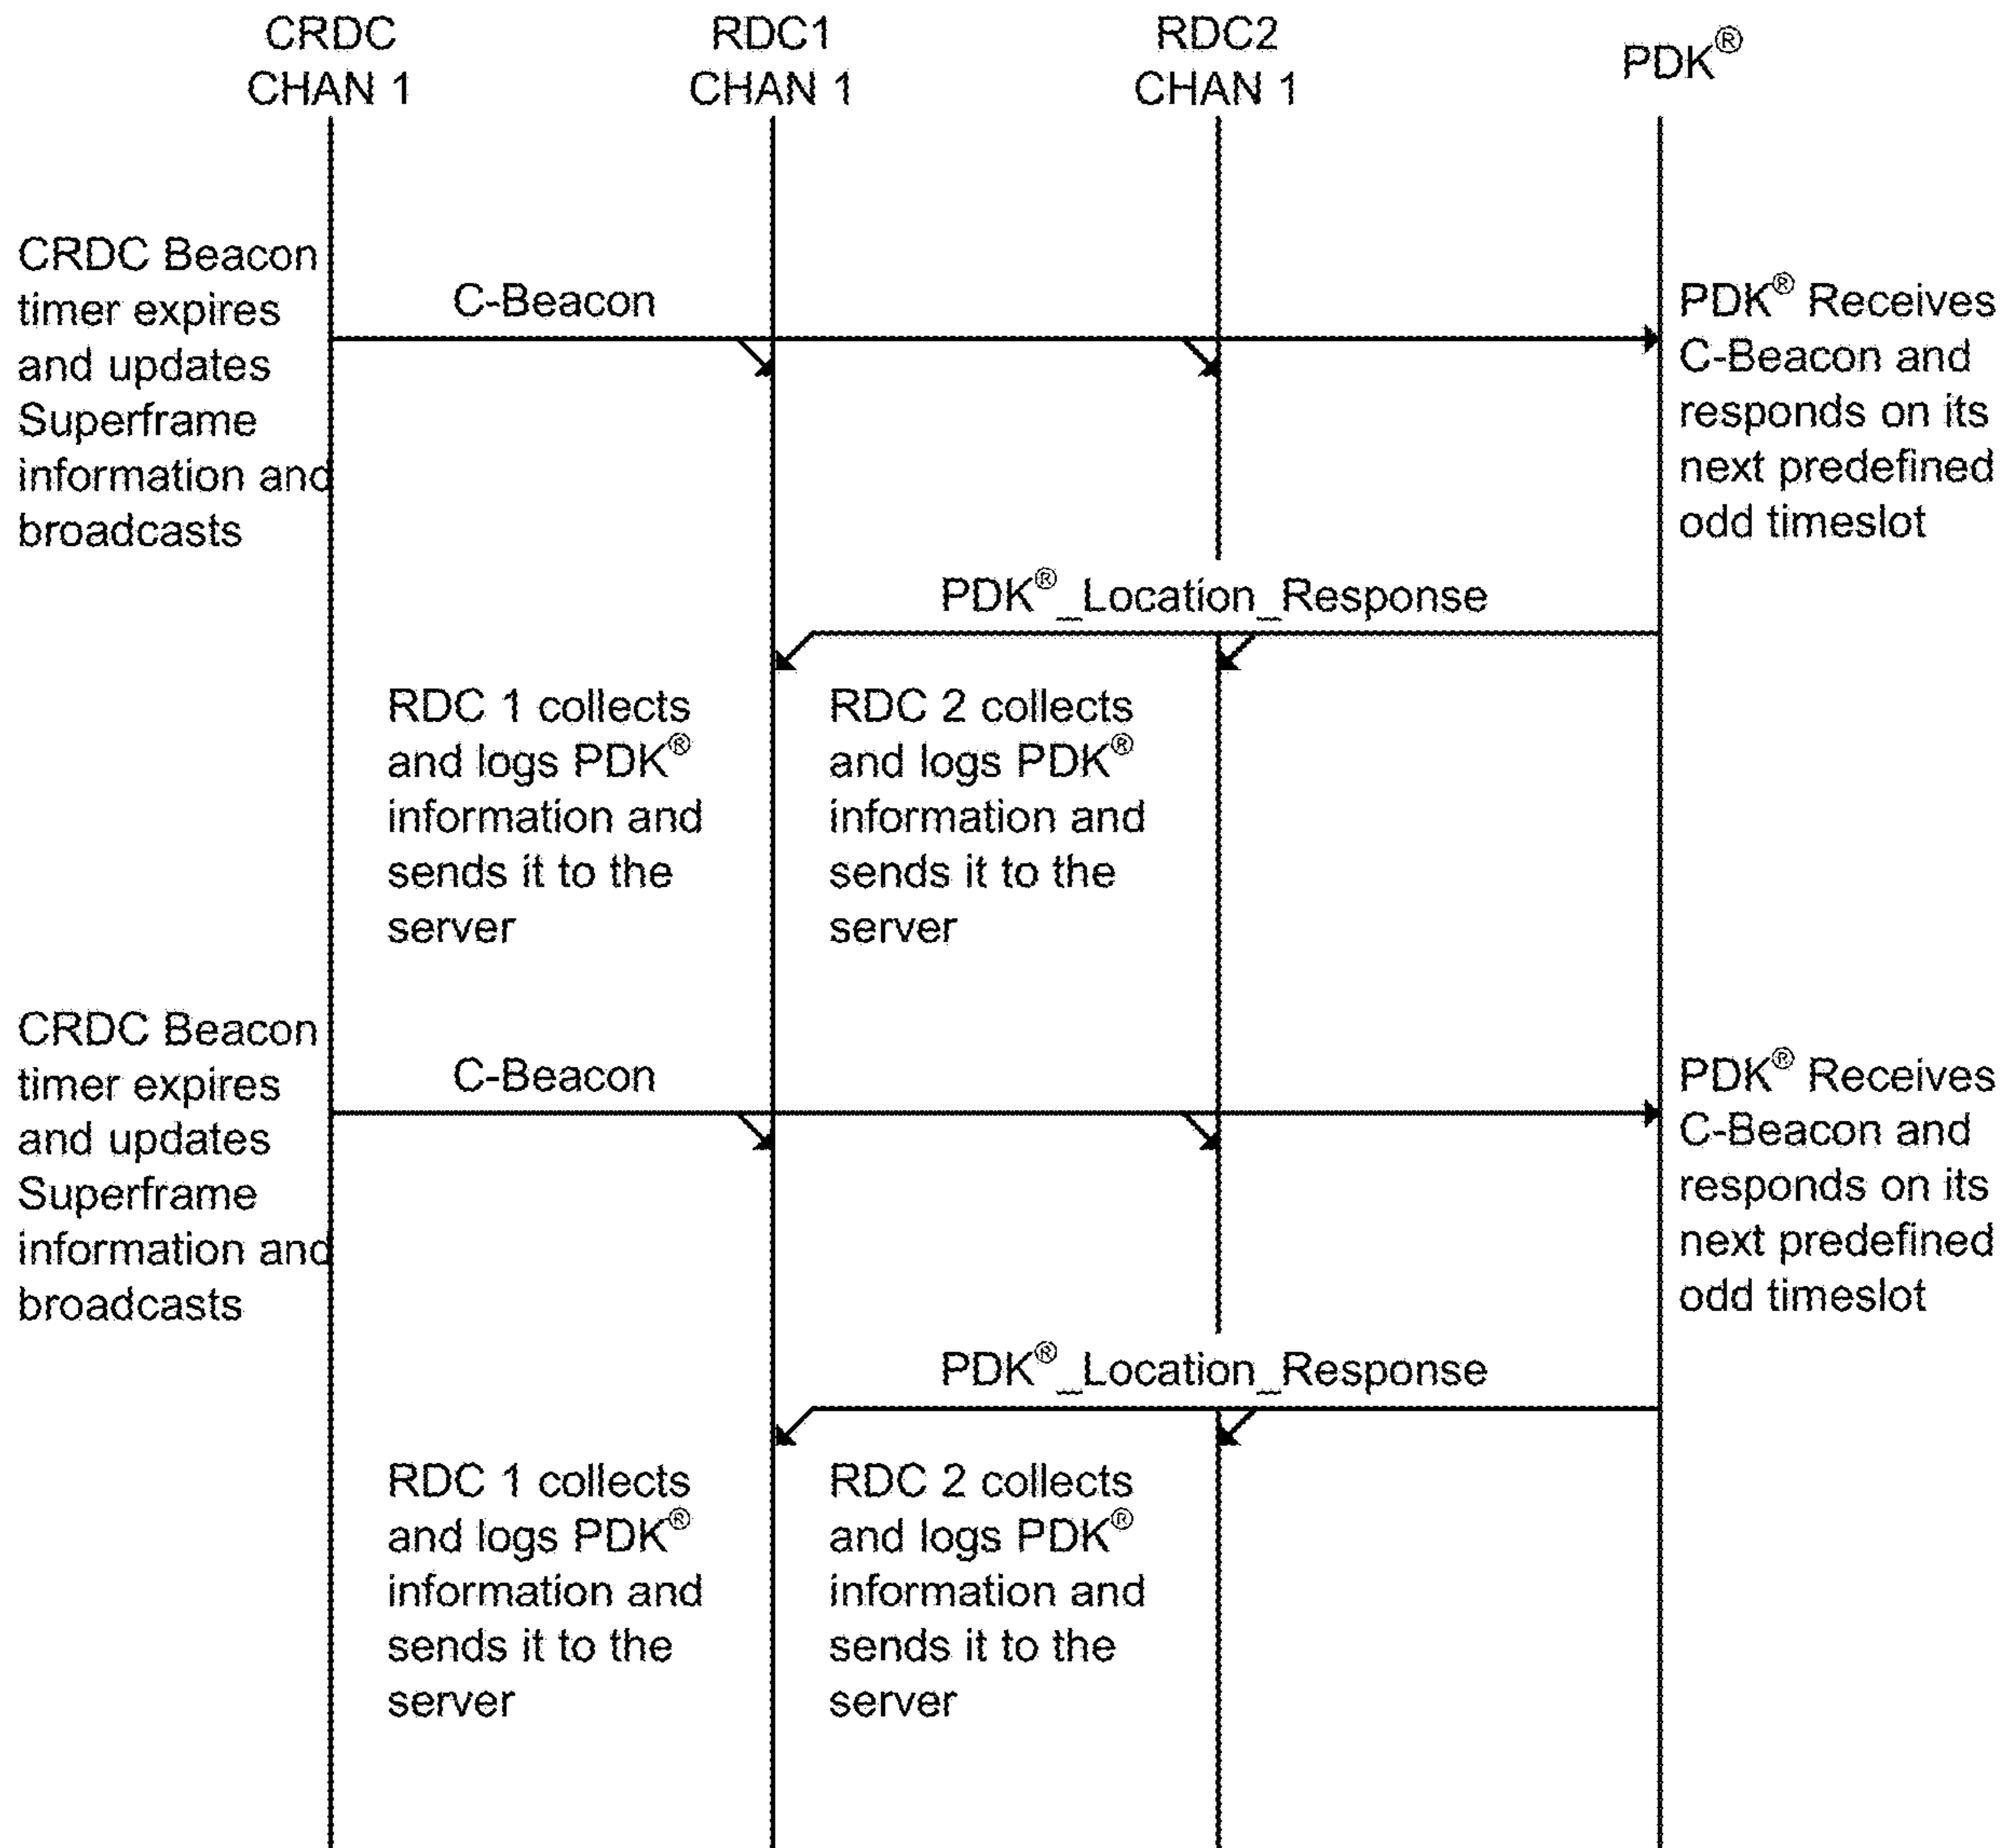 CRDC
CHAN 1
RDC1
CHAN 1
RDC2
CHAN 1
PDK®
CRDC Beacon
timer expires
and updates
Superframe
information and
broadcasts
C-Beacon
PDK® Receives
C-Beacon and
responds on its
next predefined
odd timeslot
PDK®_Location_Response
RDC 1 collects
and logs PDK®
information and
sends it to the
server
RDC 2 collects
and logs PDK®
information and
sends it to the
server
CRDC Beacon
timer expires
and updates
Superframe
information and
broadcasts
C-Beacon
PDK® Receives
C-Beacon and
responds on its
next predefined
odd timeslot
PDK®_Location_Response
RDC 1 collects
and logs PDK®
information and
sends it to the
server
RDC 2 collects
and logs PDK®
information and
sends it to the
server